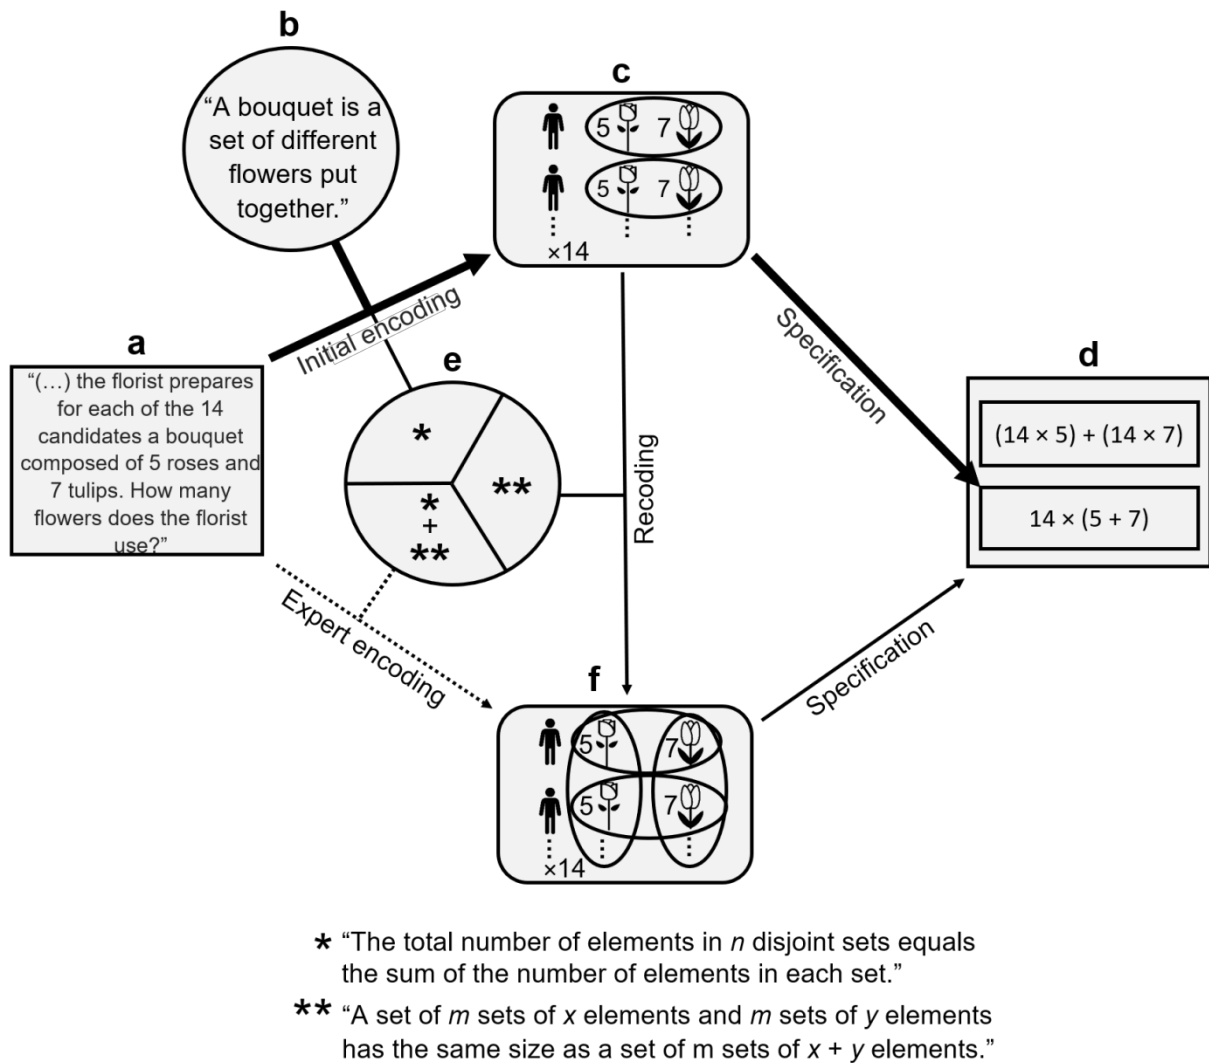 b
“A bouquet is a
set of different
flowers put
together.”
c
5 7
5 7
×14
a
“(…) the florist prepares
for each of the 14
candidates a bouquet
composed of 5 roses and
7 tulips. How many
flowers does the florist
use?”
Initial encoding
Specification
e
*
**
*
+
**
Recoding
d
(14 × 5) + (14 × 7)
14 × (5 + 7)
Expert encoding
Specification
f
5 7
5 7
×14
* “The total number of elements in n disjoint sets equals
the sum of the number of elements in each set.”
** “A set of m sets of x elements and m sets of y elements
has the same size as a set of m sets of x + y elements.”